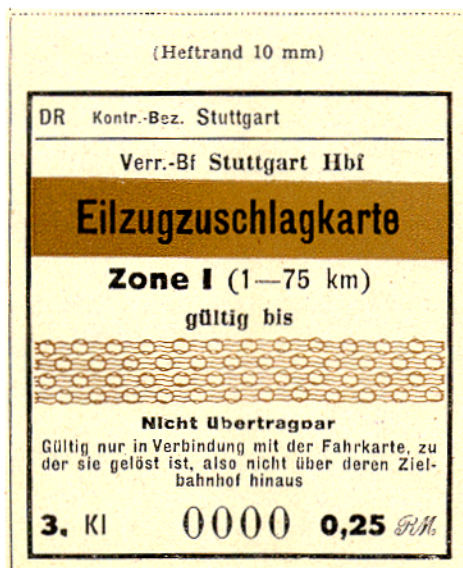 (Heftrand 10 mm)
DR Kontr.-Bez. Stuttgart
Verr.-Bf Stuttgart Hbf
Eilzugzuschlagkarte
Zone I (1—75 km)
gültig bis
Nicht übertragbar
Gültig nur in Verbindung mit der Fahrkarte, zu
der sie gelöst ist, also nicht über deren Ziel-
bahnhof hinaus
3. Kl 0000 0,25 RM.